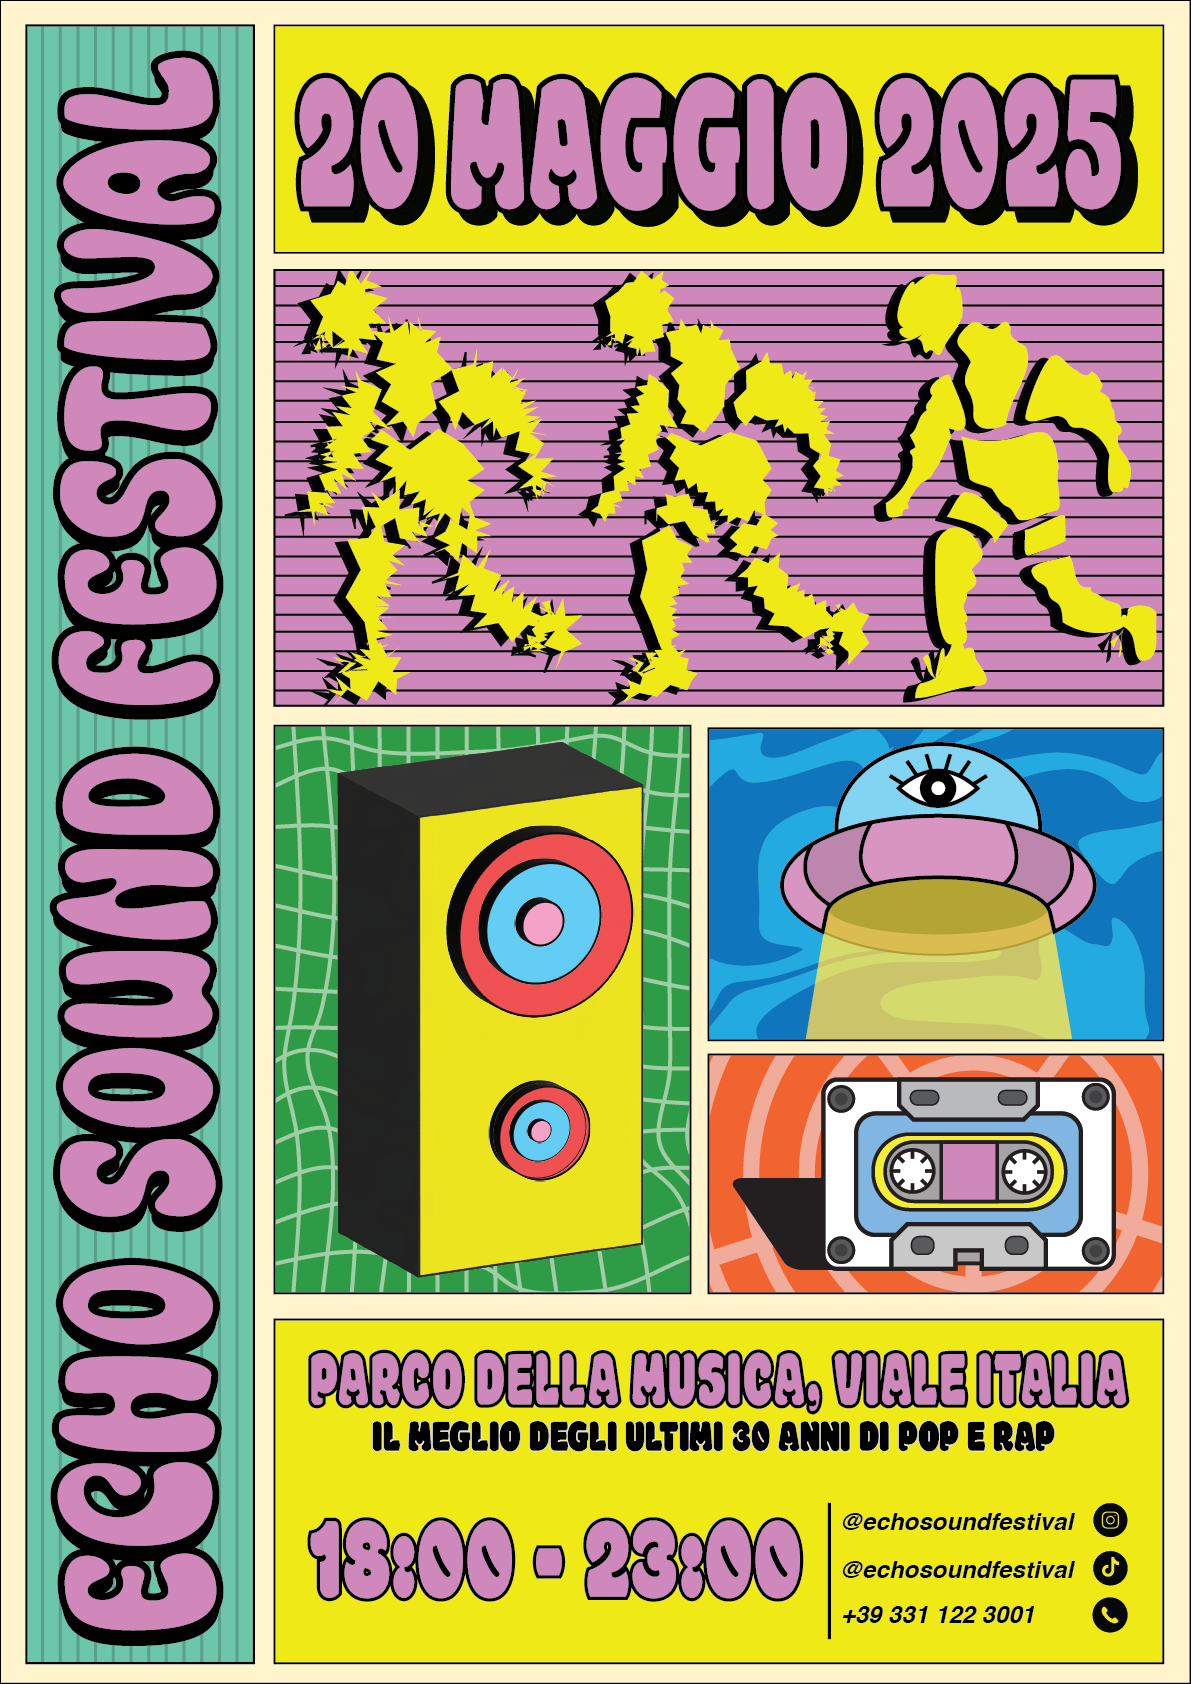 ECHO SOUND FESTIVAL
20 MAGGIO 2025
PARCO DELLA MUSICA, VIALE ITALIA
IL MEGLIO DEGLI ULTIMI 30 ANNI DI POP E RAP
18:00 - 23:00
@echosoundfestival
@echosoundfestival
+39 331 122 3001